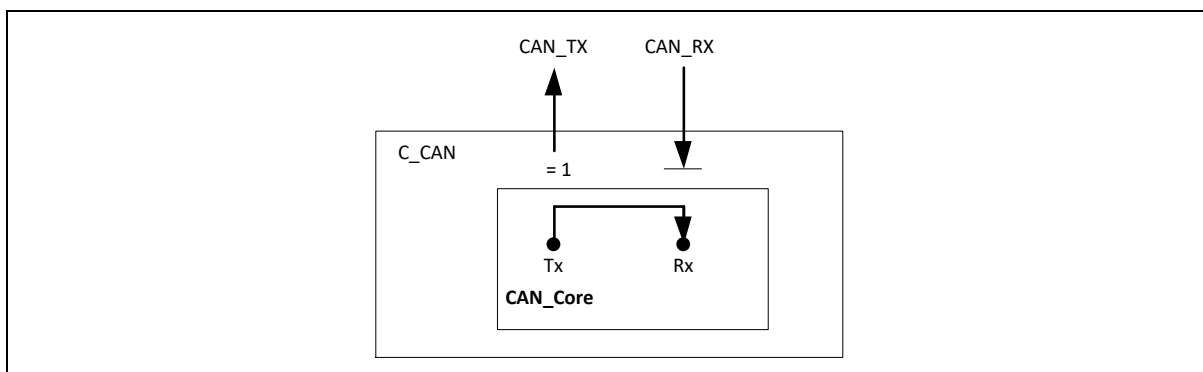 CAN_TX CAN_RX
C_CAN
= 1
Tx Rx
CAN_Core